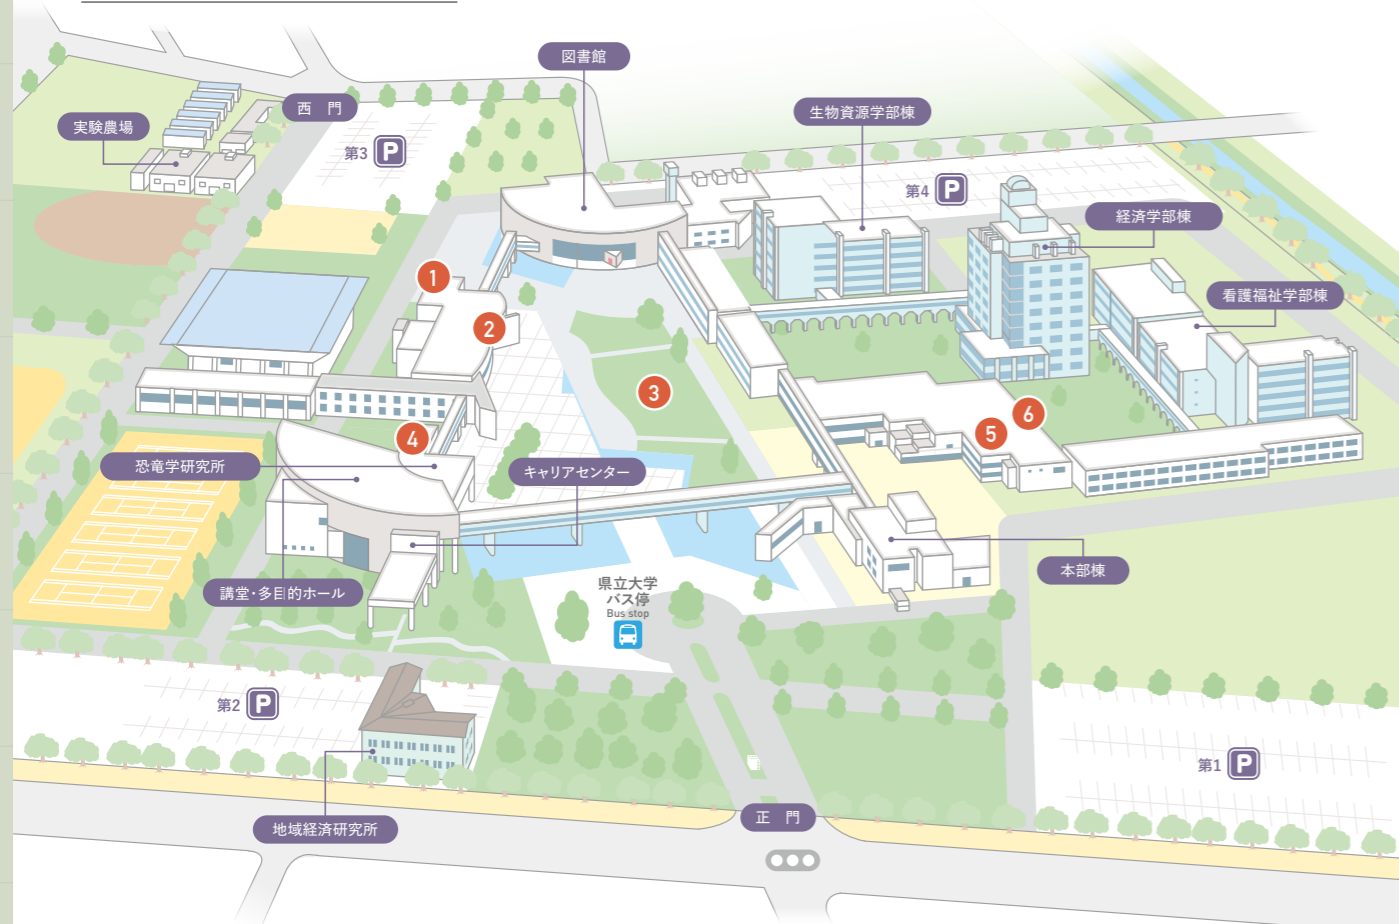 図書館
西　門
実験農場
第3 P
生物資源学部棟
第4 P
経済学部棟
看護福祉学部棟
1
2
3
4
5
6
恐竜学研究所
キャリアセンター
講堂・多目的ホール
県立大学
バス停
Bus stop
本部棟
第2 P
第1 P
地域経済研究所
正　門